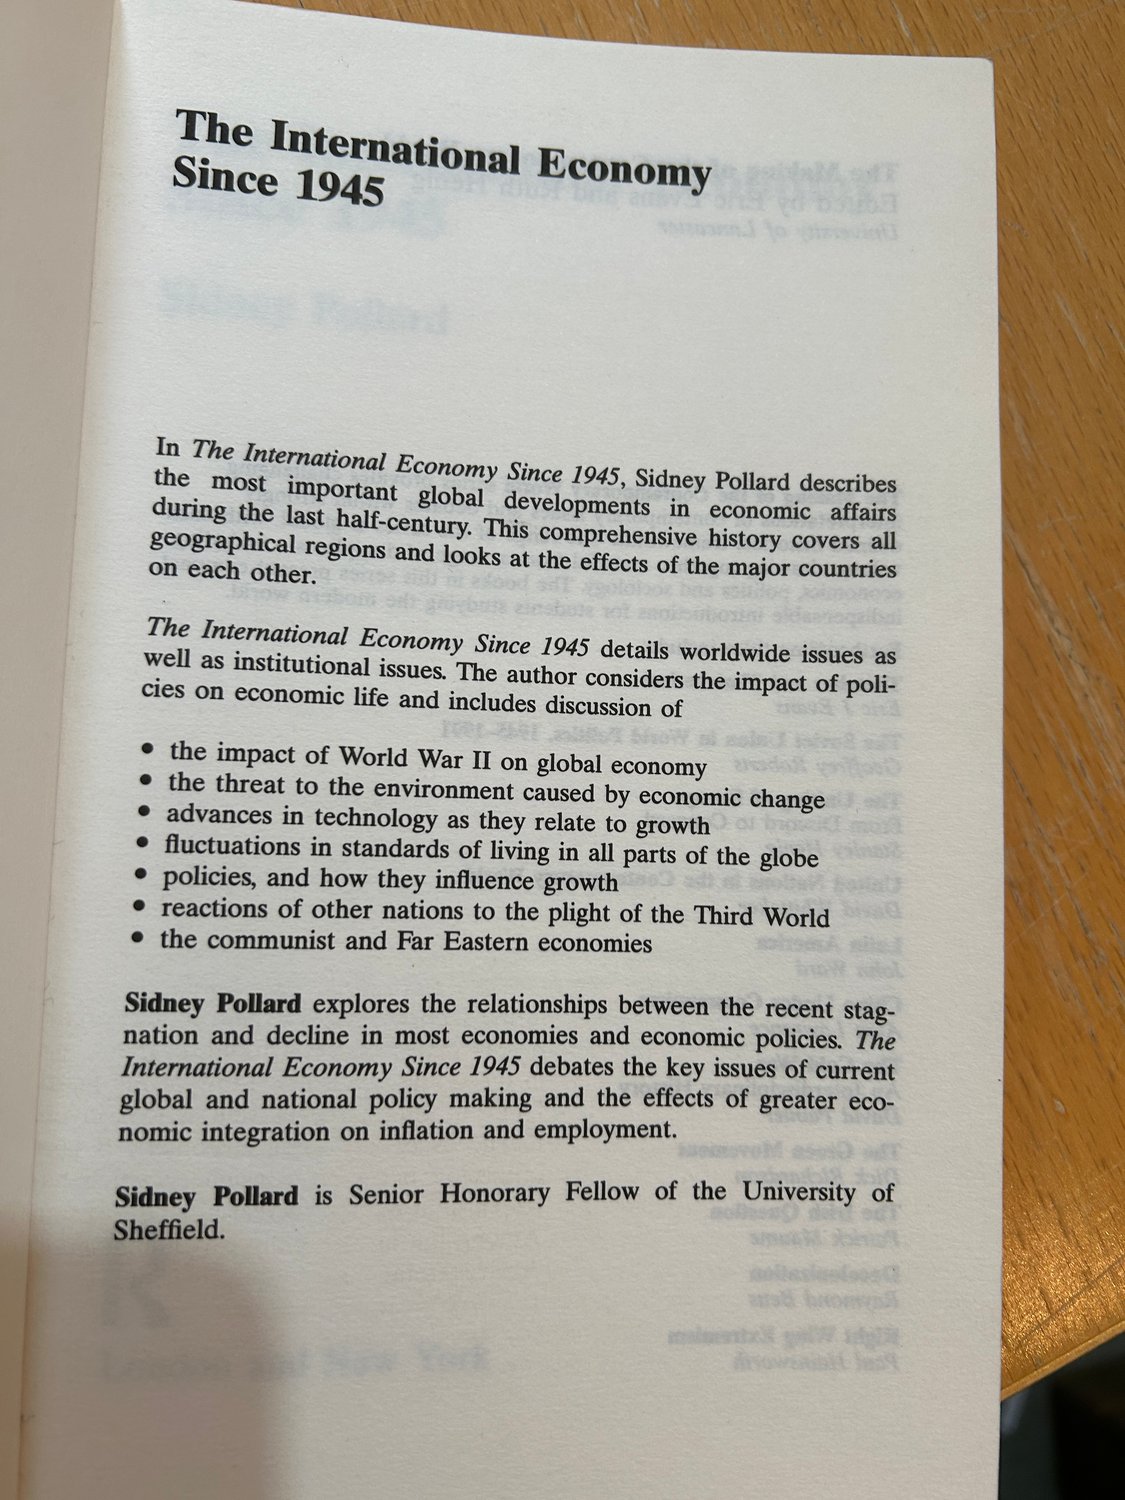 The International Economy
Since 1945
In The International Economy Since 1945, Sidney Pollard describes
the most important global developments in economic affairs
during the last half-century. This comprehensive history covers all
geographical regions and looks at the effects of the major countries
on each other.
The International Economy Since 1945 details worldwide issues as
well as institutional issues. The author considers the impact of poli-
cies on economic life and includes discussion of
• the impact of World War II on global economy
• the threat to the environment caused by economic change
• advances in technology as they relate to growth
• fluctuations in standards of living in all parts of the globe
• policies, and how they influence growth
• reactions of other nations to the plight of the Third World
• the communist and Far Eastern economies
Sidney Pollard explores the relationships between the recent stag-
nation and decline in most economies and economic policies. The
International Economy Since 1945 debates the key issues of current
global and national policy making and the effects of greater eco-
nomic integration on inflation and employment.
Sidney Pollard is Senior Honorary Fellow of the University of
Sheffield.